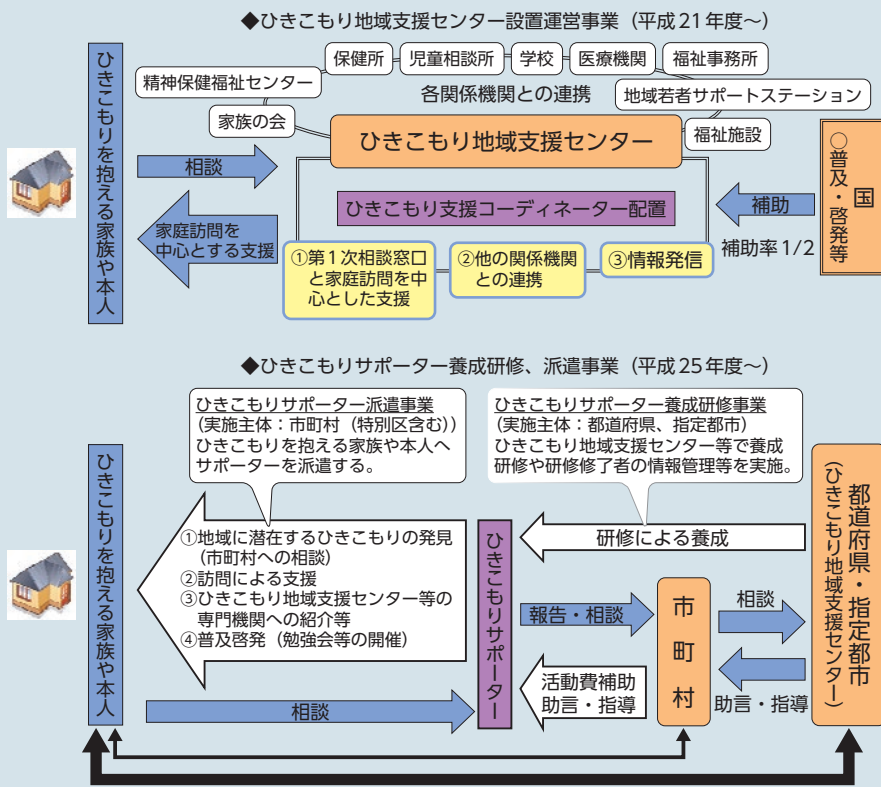 ◆ひきこもり地域支援センター設置運営事業（平成21年度～）
保健所
児童相談所
学校
医療機関
福祉事務所
精神保健福祉センター
各関係機関との連携
地域若者サポートステーション
家族の会
福祉施設
ひきこもり地域支援センター
ひきこもりを抱える家族や本人
相談
家庭訪問を
中心とする支援
ひきこもり支援コーディネーター配置
①第1次相談窓口
と家庭訪問を中
心とした支援
②他の関係機関
との連携
③情報発信
補助
補助率1/2
国
○普及・啓発等
◆ひきこもりサポーター養成研修、派遣事業（平成25年度～）
ひきこもりサポーター派遣事業
(実施主体：市町村（特別区含む))
ひきこもりを抱える家族や本人へ
サポーターを派遣する。
ひきこもりサポーター養成研修事業
(実施主体：都道府県、指定都市)
ひきこもり地域支援センター等で養成
研修や研修修了者の情報管理等を実施。
ひきこもりを抱える家族や本人
①地域に潜在するひきこもりの発見
(市町村への相談)
②訪問による支援
③ひきこもり地域支援センター等の
専門機関への紹介等
④普及啓発（勉強会等の開催）
相談
ひきこもりサポーター
研修による養成
報告・相談
活動費補助
助言・指導
市町村
相談
助言・指導
都道府県・指定都市
(ひきこもり地域支援センター)